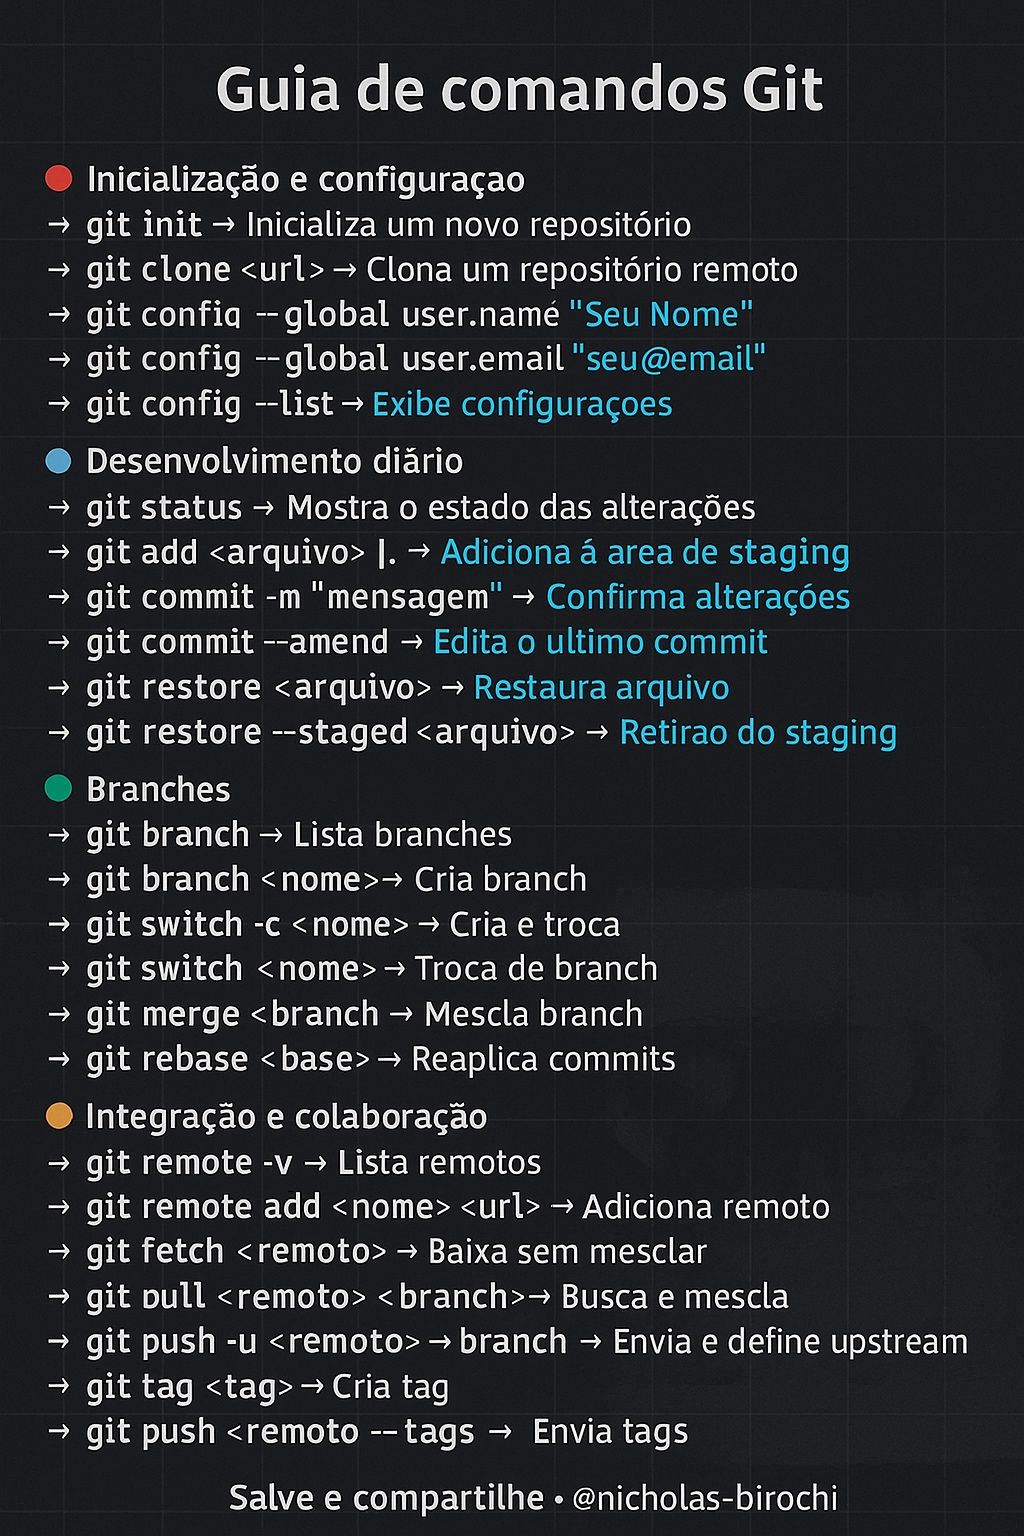 Guia de comandos Git
Inicialização e configuraçao
→ git init → Inicializa um novo repositório
→ git clone <url> → Clona um repositório remoto
→ git confiq --global user.namé "Seu Nome"
→ git config --global user.email "seu@email"
→ git config --list → Exibe configuraçoes
Desenvolvimento diărio
→ git status → Mostra o estado das alterações
→ git add <arquivo> |. → Adiciona á area de staging
→ git commit -m "mensagem" → Confirma alteraçóes
→ git commit --amend → Edita o ultimo commit
→ git restore <arquivo> → Restaura arquivo
→ git restore --staged <arquivo> → Retirao do staging
Branches
→ git branch → Lista branches
→ git branch <nome> → Cria branch
→ git switch -c <nome> → Cria e troca
→ git switch <nome> → Troca de branch
→ git merge <branch → Mescla branch
→ git rebase <base> → Reaplica commits
Integração e colaboração
→ git remote -v → Lista remotos
→ git remote add <nome> <url> → Adiciona remoto
→ git fetch <remoto> → Baixa sem mesclar
→ git pull <remoto> <branch> → Busca e mescla
→ git push -u <remoto> → branch → Envia e define upstream
→ git tag <tag> → Cria tag
→ git push <remoto --tags → Envia tags
Salve e compartilhe • @nicholas-birochi